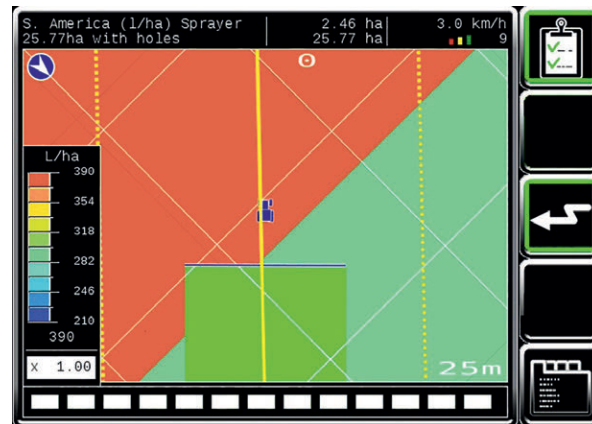 S. America (l/ha) Sprayer 2.46 ha 3.0 km/h
25.77ha with holes 25.77 ha 9
L/ha
390
354
318
282
246
210
390
x 1.00
25m